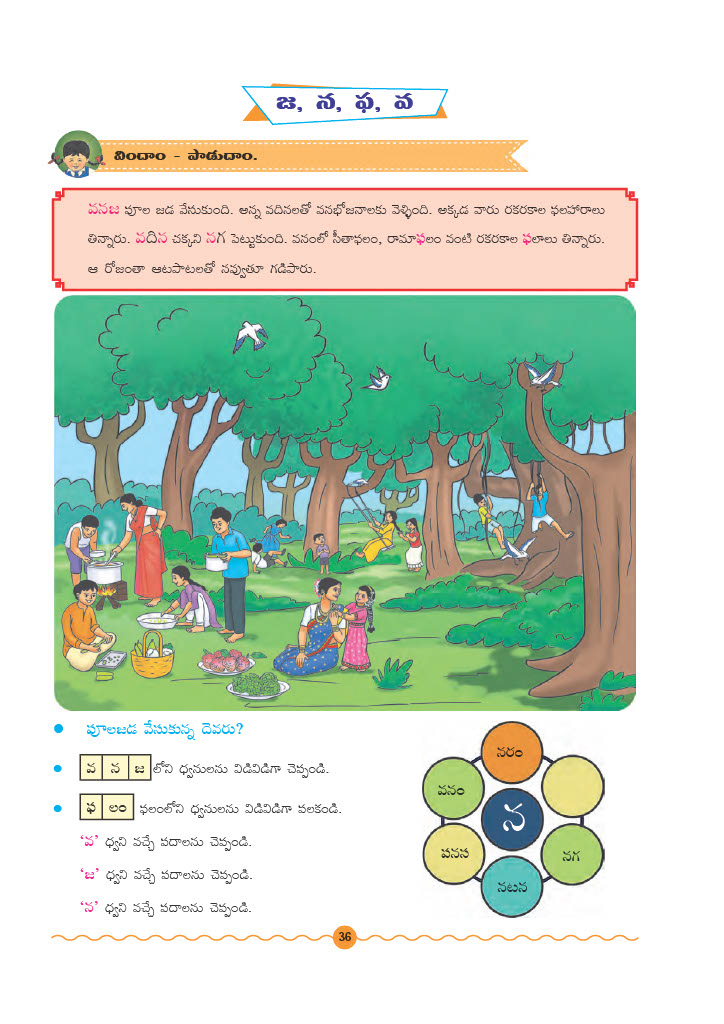 జ, న, ఫ, వ
విందాం - పాడుదాం.
వనజ పూల జడ వేసుకుంది. అన్న వదినలతో వనభోజనాలకు వెళ్ళింది. అక్కడ వారు రకరకాల ఫలహారాలు
తిన్నారు. వదిన చక్కని నగ పెట్టుకుంది. వనంలో సీతాఫలం, రామాఫలం వంటి రకరకాల ఫలాలు తిన్నారు.
ఆ రోజంతా ఆటపాటలతో నవ్వుతూ గడిపారు.
పూలజడ వేసుకున్న దెవరు?
వ న జ లోని ధ్వనులను విడివిడిగా చెప్పండి.
ఫ లం ఫలంలోని ధ్వనులను విడివిడిగా పలకండి.
‘వ’ ధ్వని వచ్చే పదాలను చెప్పండి.
‘జ’ ధ్వని వచ్చే పదాలను చెప్పండి.
‘న’ ధ్వని వచ్చే పదాలను చెప్పండి.
నరం
వనం
న
పనస
నగ
నటన
36